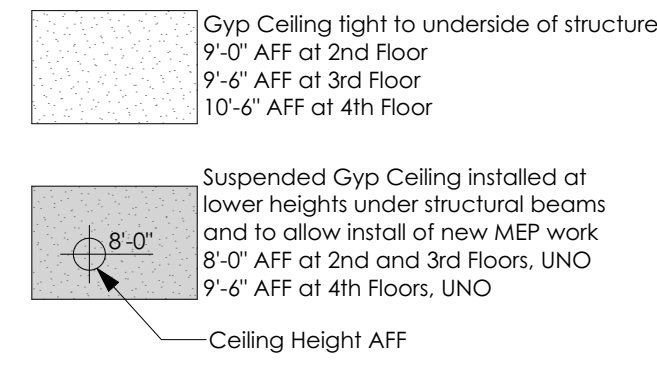 Gyp Ceiling tight to underside of structure
9'-0" AFF at 2nd Floor
9'-6" AFF at 3rd Floor
10'-6" AFF at 4th Floor
Suspended Gyp Ceiling installed at
lower heights under structural beams
and to allow install of new MEP work
8'-0" AFF at 2nd and 3rd Floors, UNO
9'-6" AFF at 4th Floors, UNO
8'-0"
Ceiling Height AFF